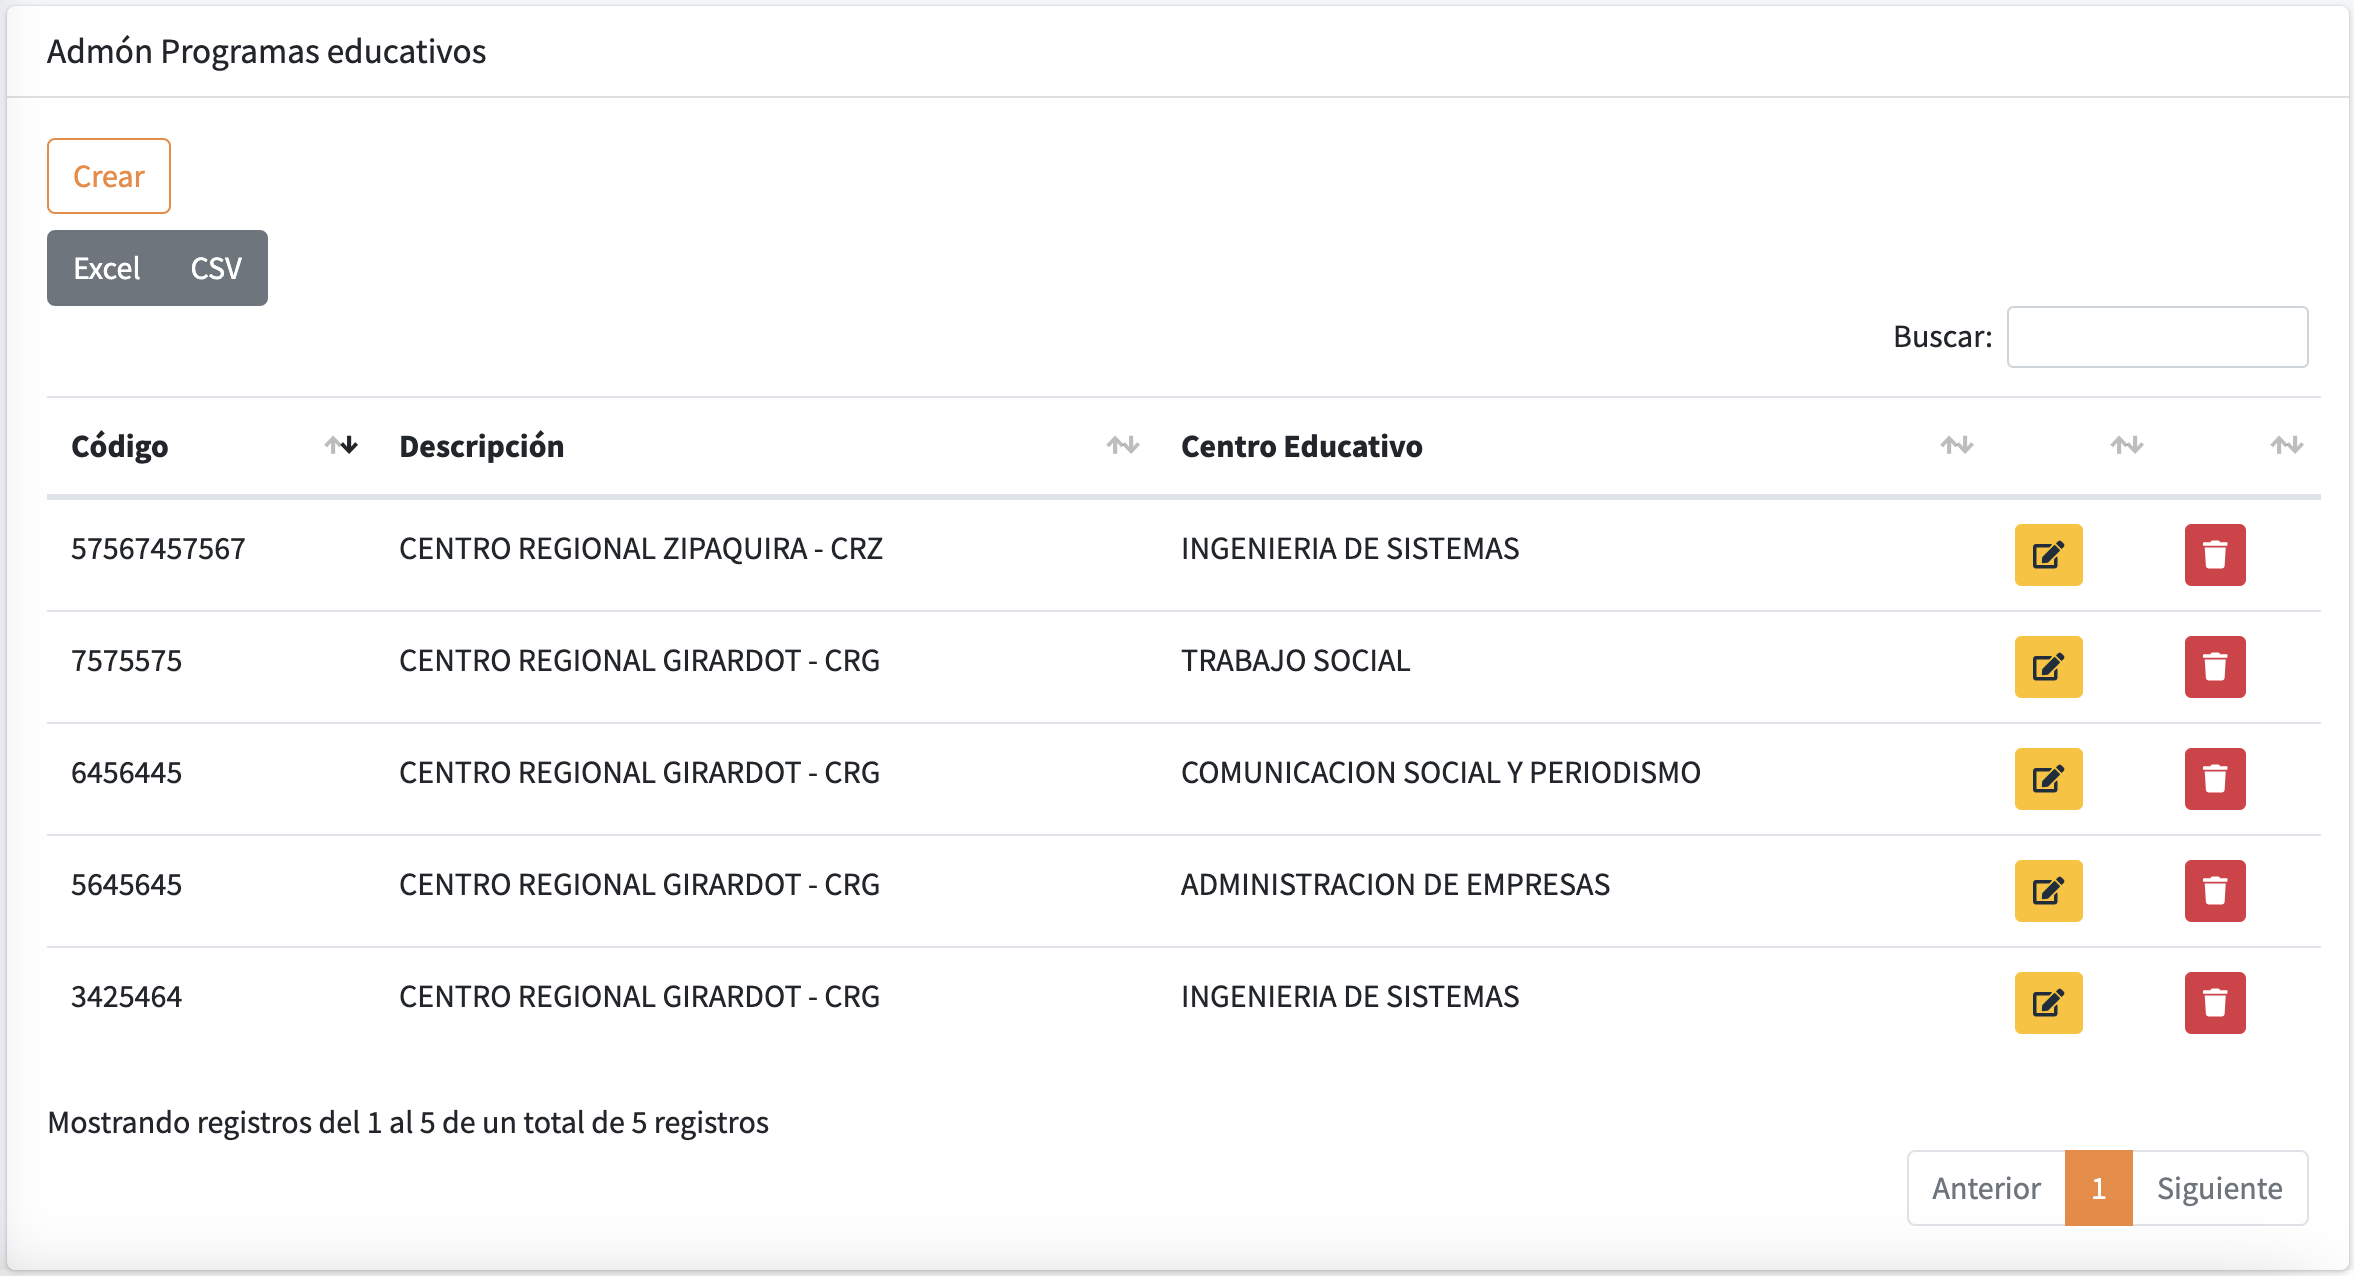 Admón Programas educativos
Crear
Excel CSV
Buscar:
Código Descripción Centro Educativo
57567457567 CENTRO REGIONAL ZIPAQUIRA - CRZ INGENIERIA DE SISTEMAS
7575575 CENTRO REGIONAL GIRARDOT - CRG TRABAJO SOCIAL
6456445 CENTRO REGIONAL GIRARDOT - CRG COMUNICACION SOCIAL Y PERIODISMO
5645645 CENTRO REGIONAL GIRARDOT - CRG ADMINISTRACION DE EMPRESAS
3425464 CENTRO REGIONAL GIRARDOT - CRG INGENIERIA DE SISTEMAS
Mostrando registros del 1 al 5 de un total de 5 registros
Anterior 1 Siguiente